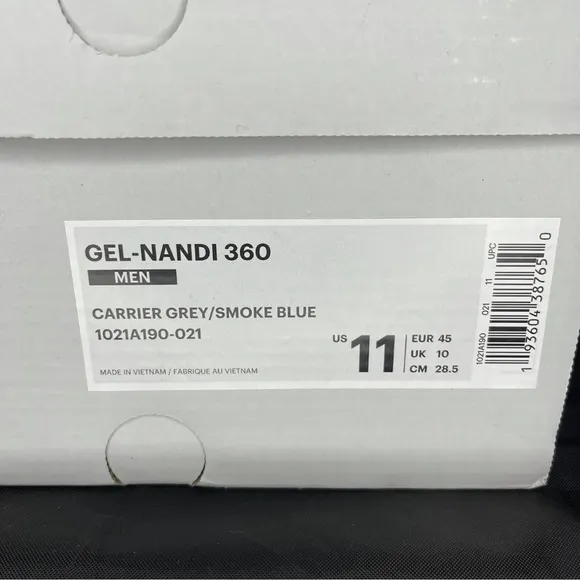 GEL-NANDI 360
MEN
CARRIER GREY/SMOKE BLUE
1021A190-021
MADE IN VIETNAM / FABRIQUE AU VIETNAM
US 11
EUR 45
UK 10
CM 28.5
1021A190 021 11 UPC
1 93604 38765 0